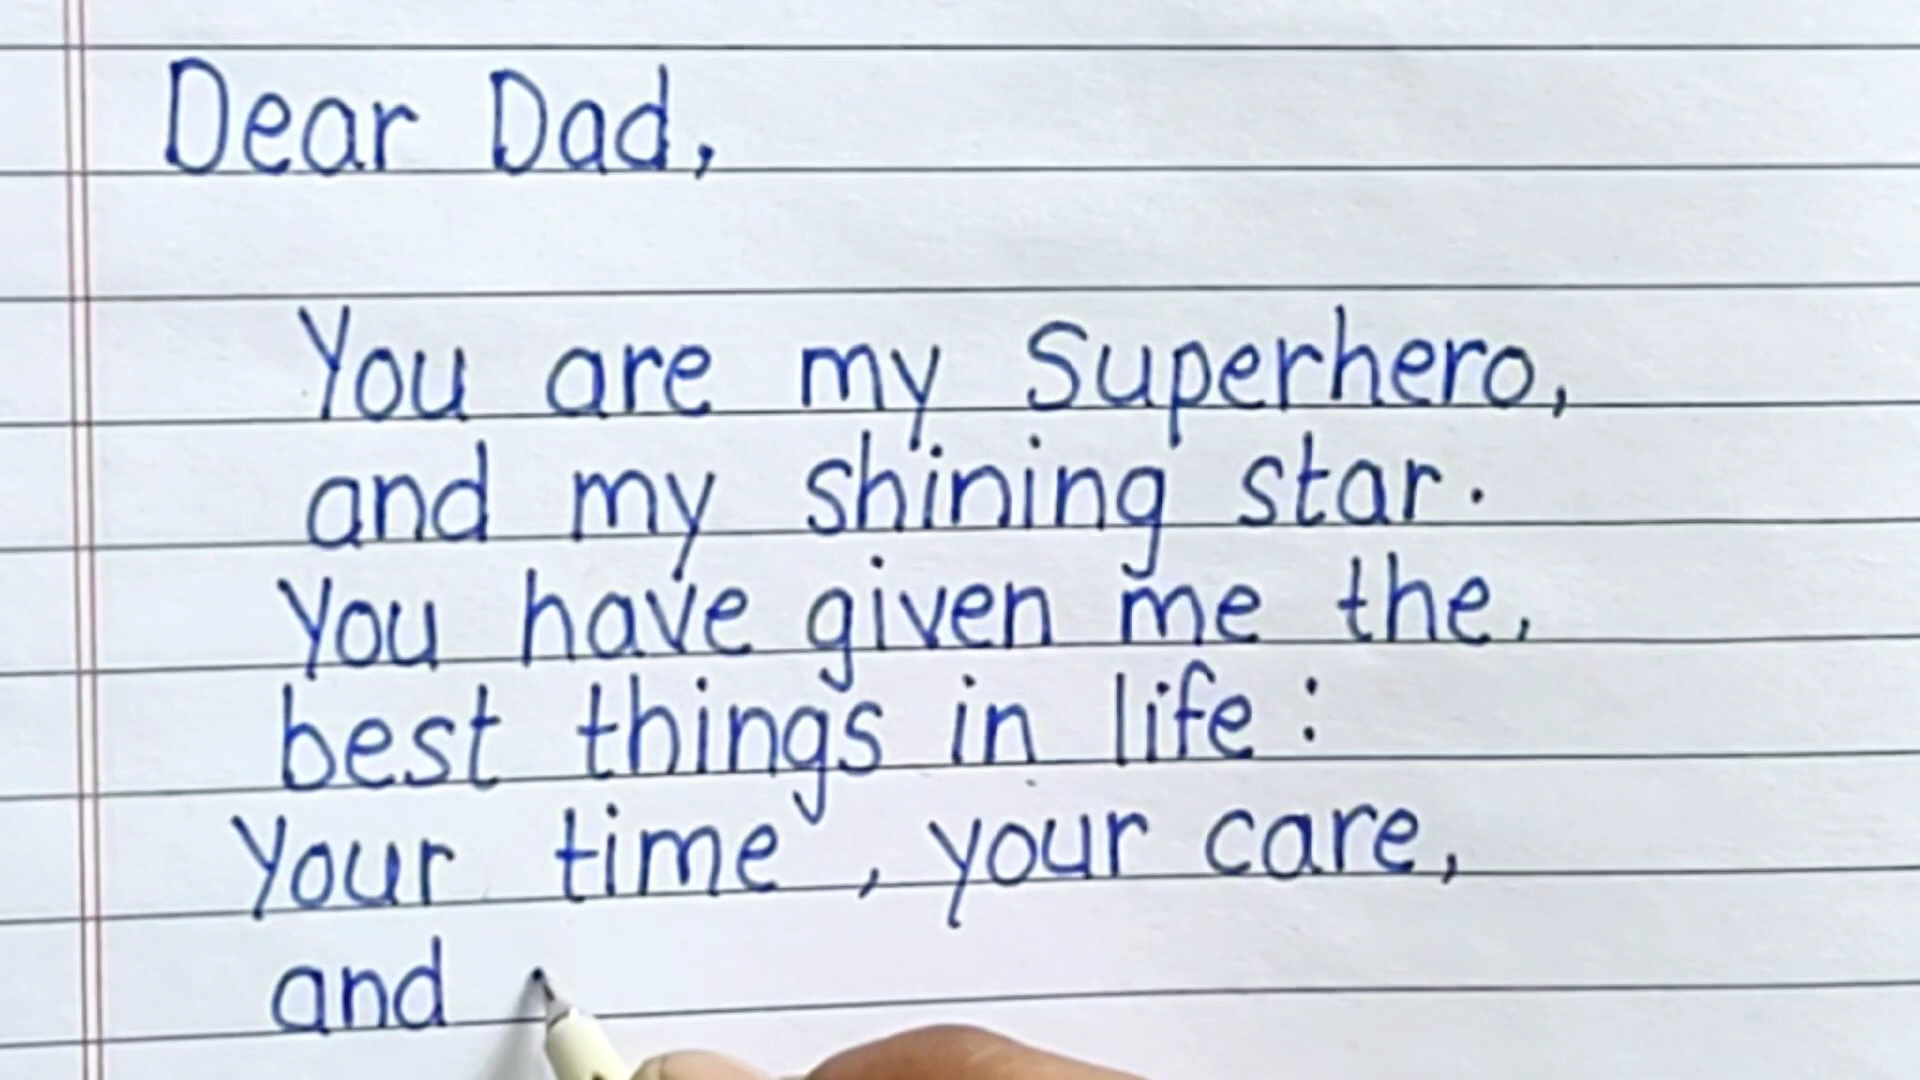 Dear Dad,
You are my Superhero,
and my shining star.
You have given me the,
best things in life :
Your time , your care,
and